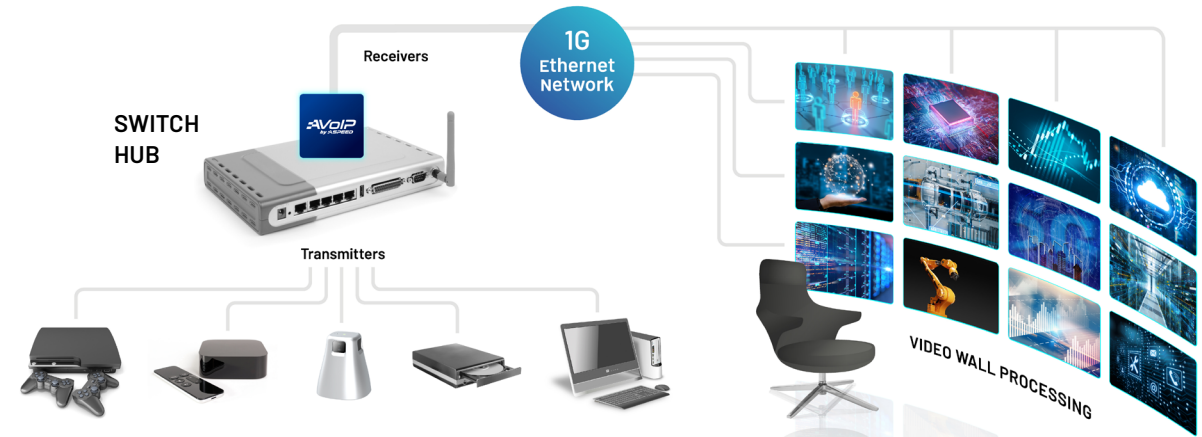 1G
Ethernet
Network
Receivers
SWITCH
HUB
AVoIP
by ASPEED
Transmitters
VIDEO WALL PROCESSING